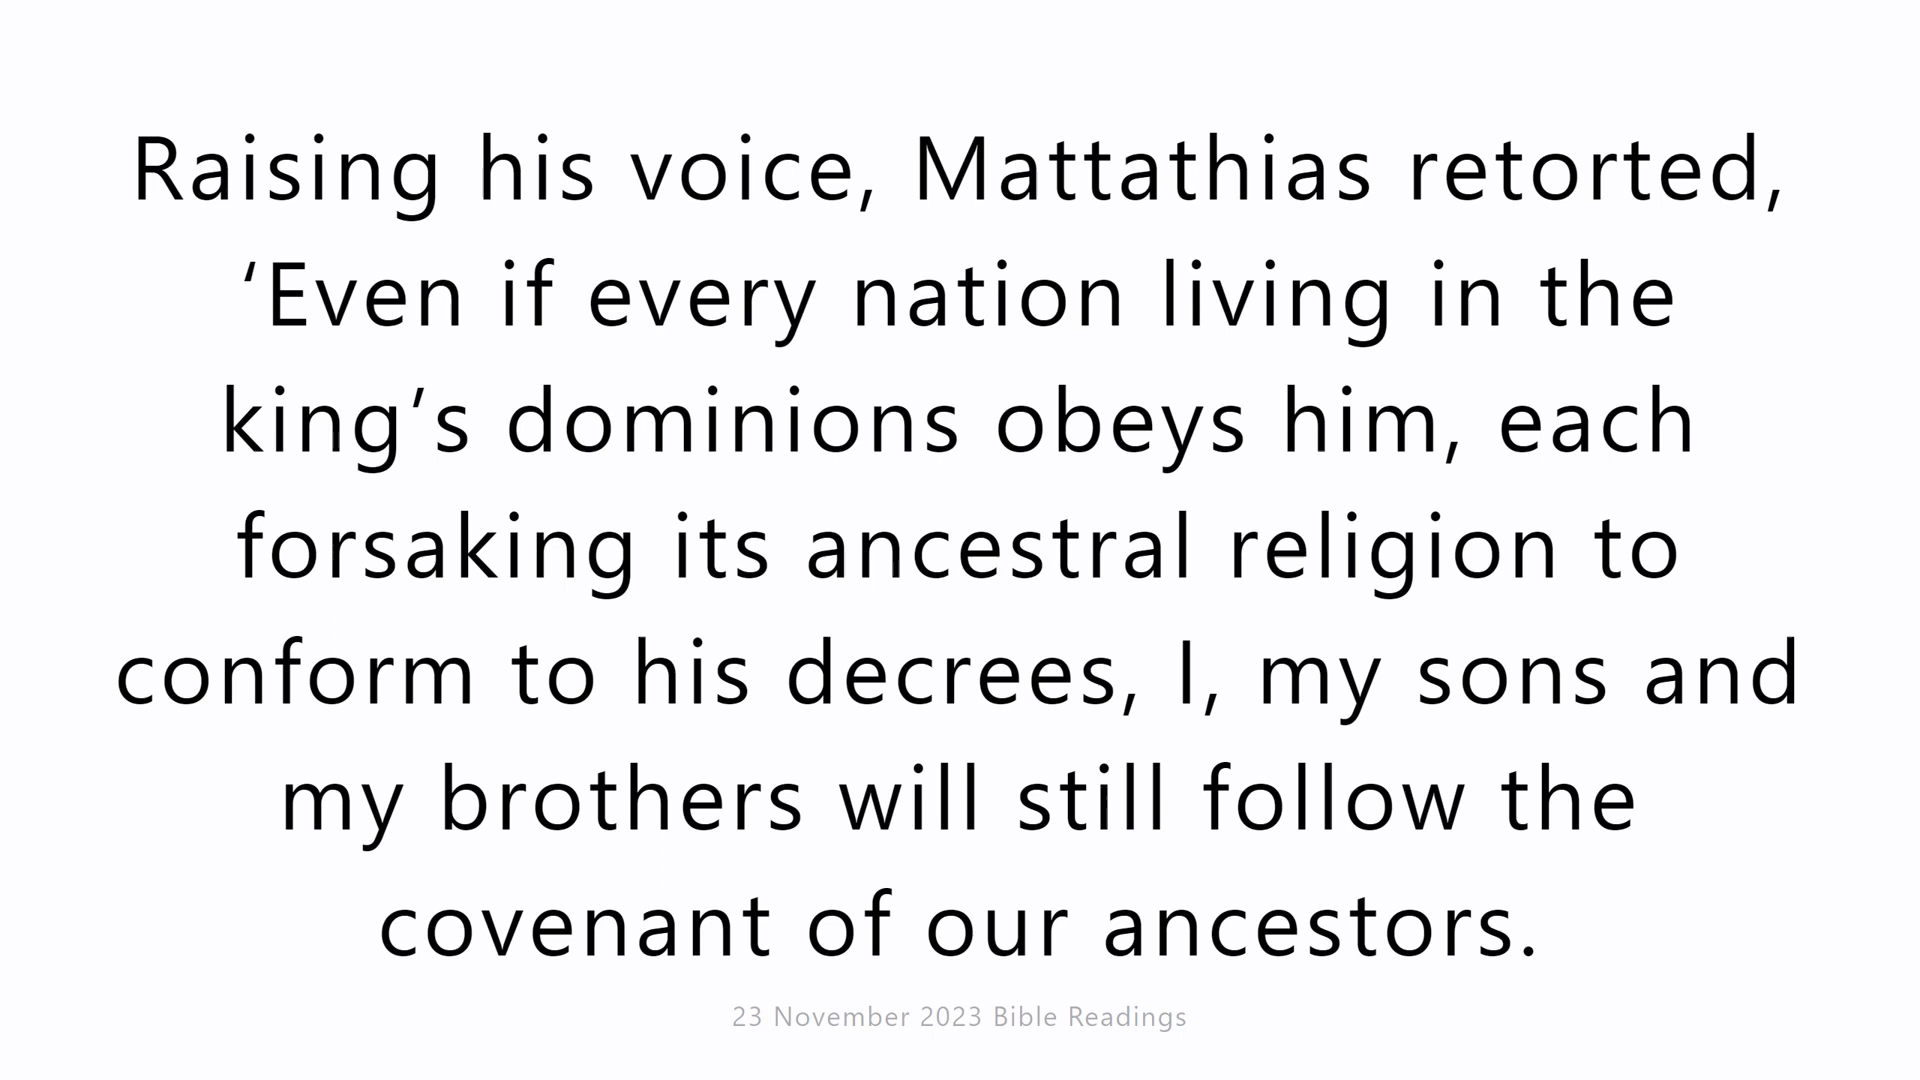 Raising his voice, Mattathias retorted,
‘Even if every nation living in the
king’s dominions obeys him, each
forsaking its ancestral religion to
conform to his decrees, I, my sons and
my brothers will still follow the
covenant of our ancestors.
23 November 2023 Bible Readings